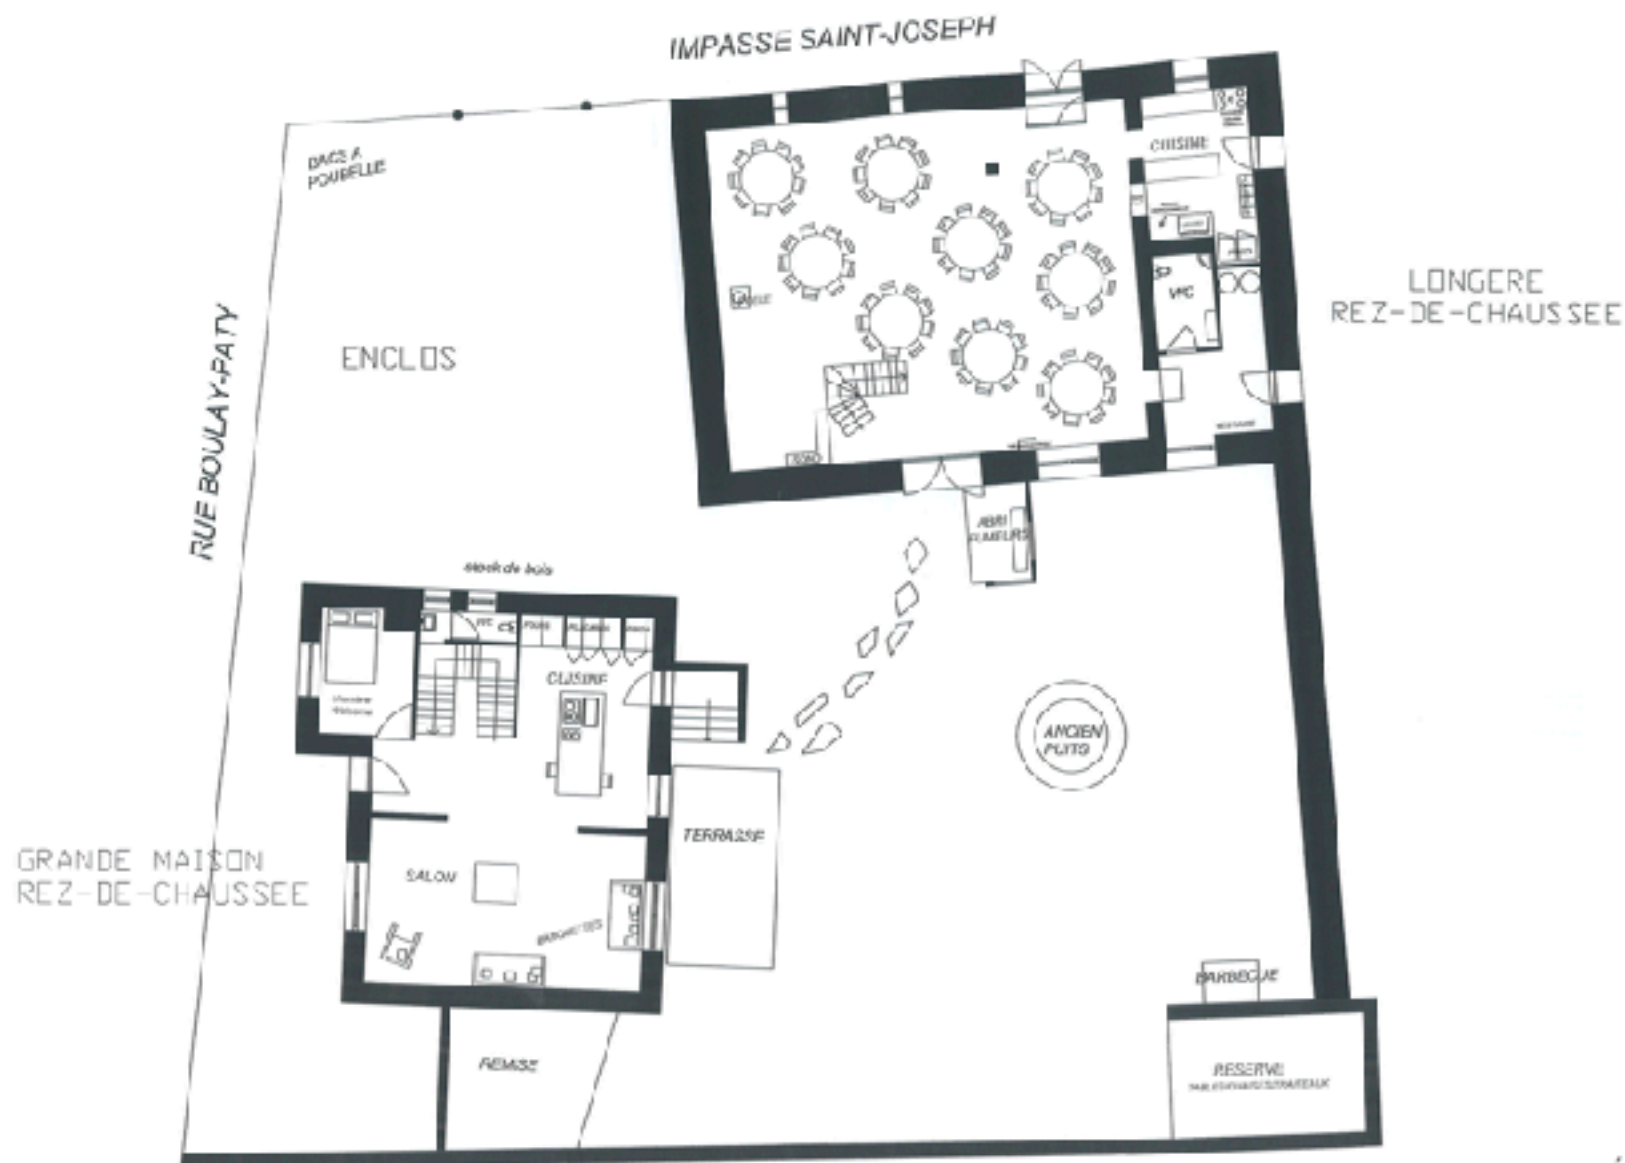 IMPASSE SAINT-JOSEPH
BACS A
POUBELLE
CUISINE
LONGERE
REZ-DE-CHAUSSEE
WC
ENCLOS
RUE BOULAY-PATY
ABRI
FUMEURS
stock de bois
WC
CUISINE
ANCIEN
PUITS
TERRASSE
GRANDE MAISON
REZ-DE-CHAUSSEE
SALON
BARBECUE
REMISE
RESERVE